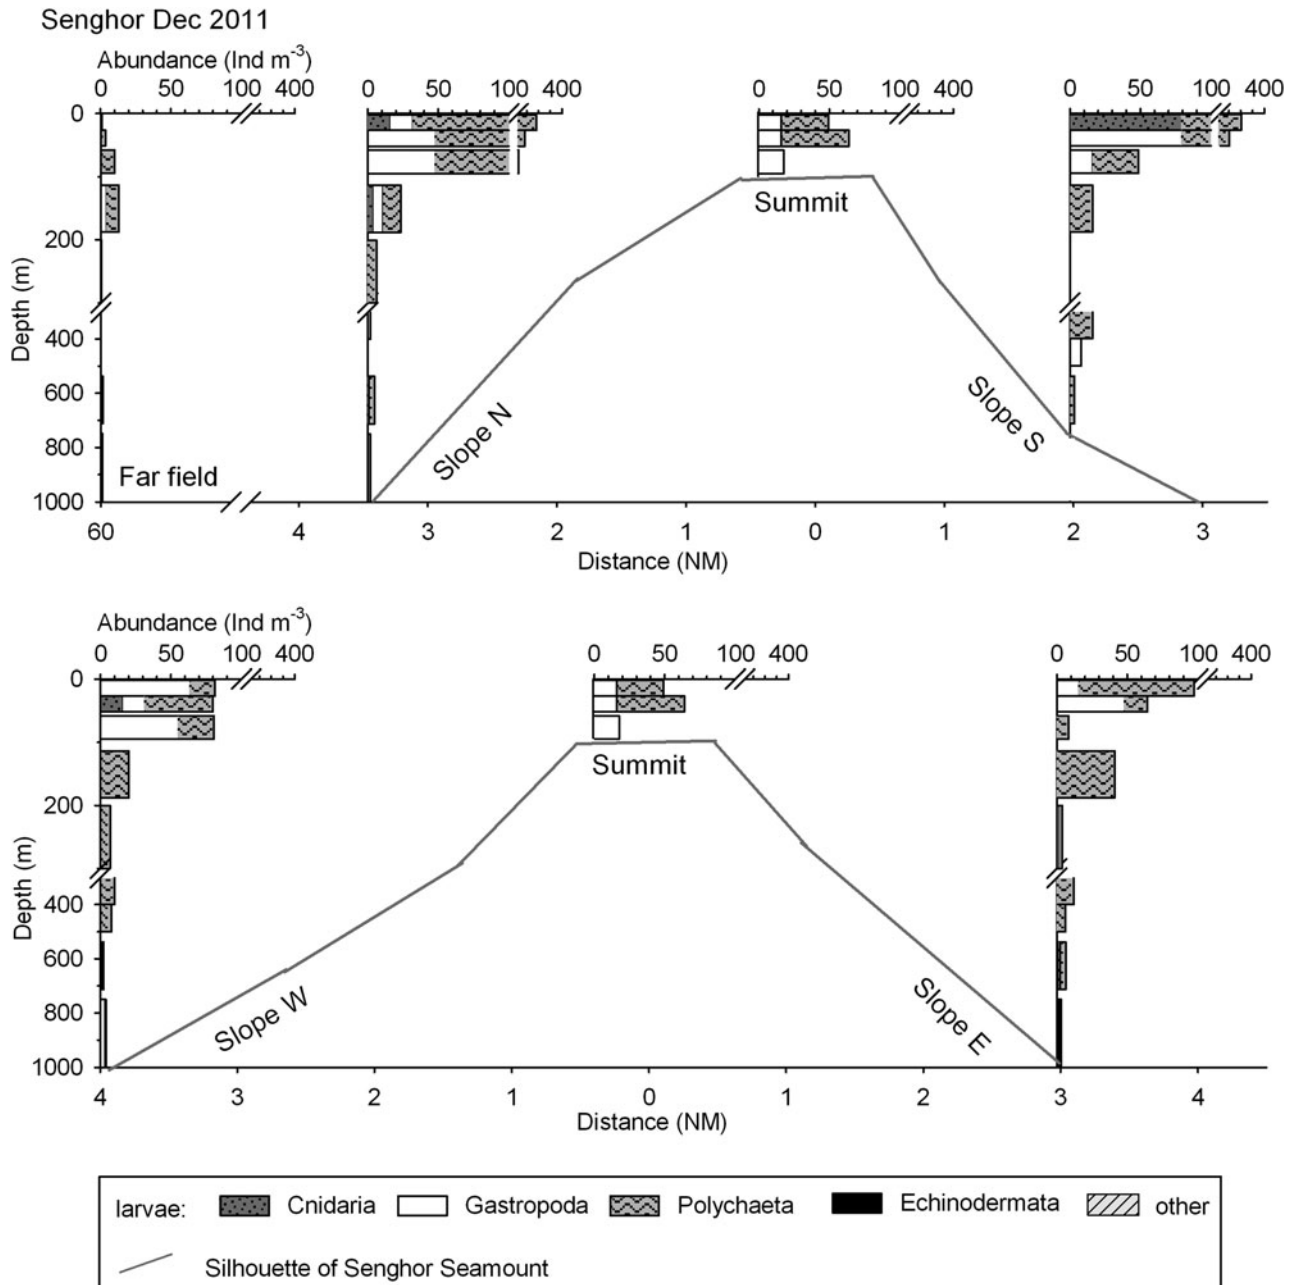 Senghor Dec 2011
Abundance (Ind m-3)
0 50 100 400 0 50 100 400 0 50 100 400 0 50 100 400
0
200
400
600
800
1000
Depth (m)
Summit
Slope N
Slope S
Far field
60 4 3 2 1 0 1 2 3
Distance (NM)
Abundance (Ind m-3)
0 50 100 400 0 50 100 400 0 50 100 400
0
200
400
600
800
1000
Depth (m)
Summit
Slope W
Slope E
4 3 2 1 0 1 2 3 4
Distance (NM)
larvae: Cnidaria Gastropoda Polychaeta Echinodermata other
Silhouette of Senghor Seamount